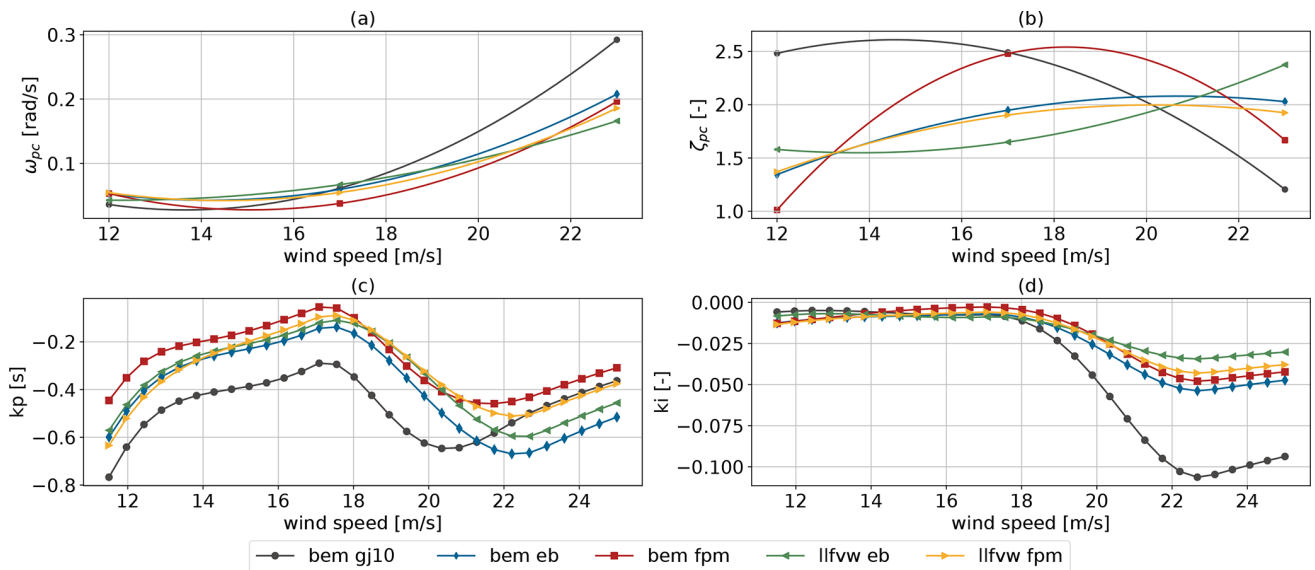 (a) (b)
0.3
0.2
0.1
ω_pc [rad/s]
12 14 16 18 20 22
wind speed [m/s]
2.5
2.0
1.5
1.0
ζ_pc [-]
12 14 16 18 20 22
wind speed [m/s]
(c) (d)
−0.2
−0.4
−0.6
−0.8
kp [s]
12 14 16 18 20 22 24
wind speed [m/s]
0.000
−0.025
−0.050
−0.075
−0.100
ki [-]
12 14 16 18 20 22 24
wind speed [m/s]
bem gj10 bem eb bem fpm llfvw eb llfvw fpm